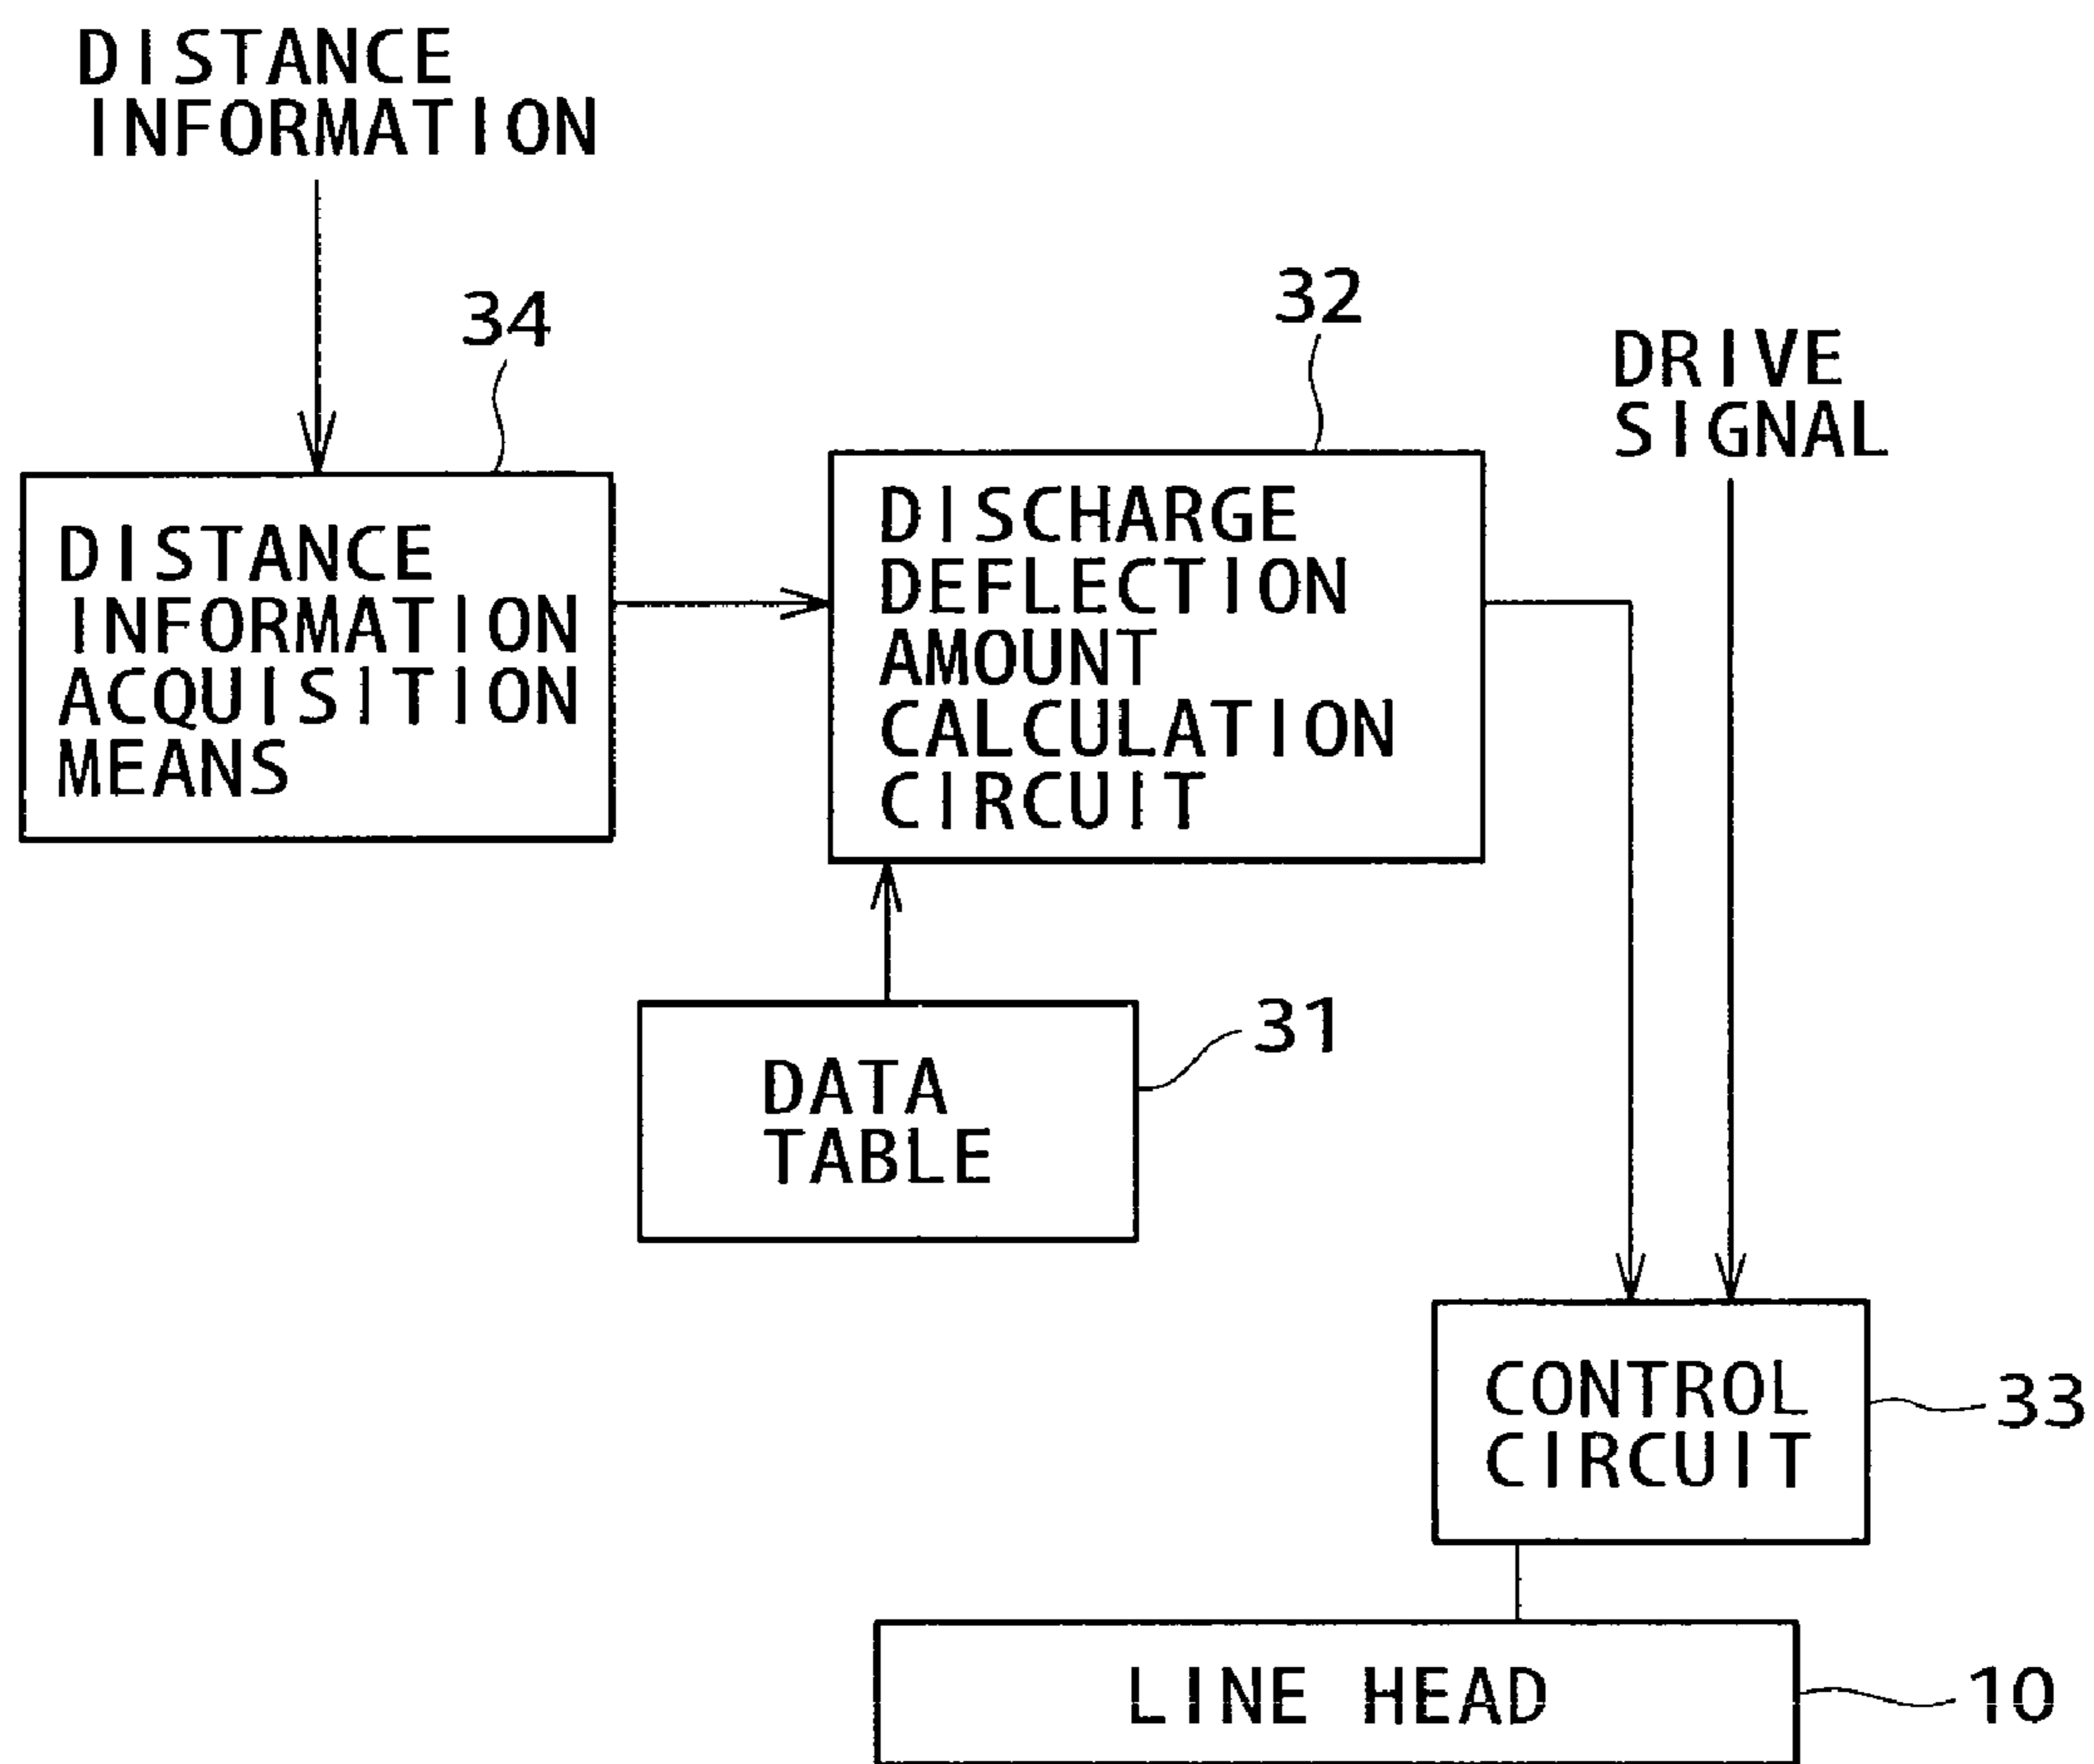 DISTANCE
INFORMATION
34
32
DRIVE
SIGNAL
DISTANCE
INFORMATION
ACQUISITION
MEANS
DISCHARGE
DEFLECTION
AMOUNT
CALCULATION
CIRCUIT
31
DATA
TABLE
CONTROL
CIRCUIT
33
LINE HEAD
10